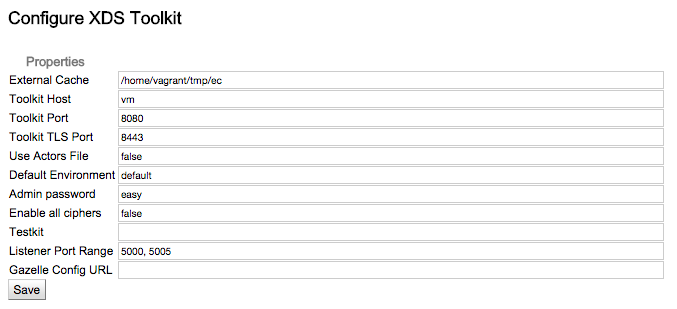 Configure XDS Toolkit
Properties
External Cache /home/vagrant/tmp/ec
Toolkit Host vm
Toolkit Port 8080
Toolkit TLS Port 8443
Use Actors File false
Default Environment default
Admin password easy
Enable all ciphers false
Testkit
Listener Port Range 5000, 5005
Gazelle Config URL
Save